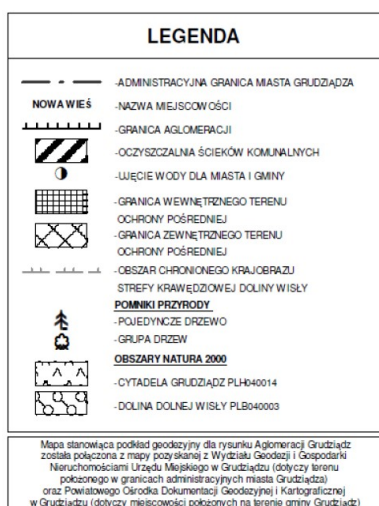 LEGENDA
-ADMINISTRACYJNA GRANICA MIASTA GRUDZIĄDZA
NOWA WIEŚ -NAZWA MIEJSCOWOŚCI
-GRANICA AGLOMERACJI
-OCZYSZCZALNIA ŚCIEKÓW KOMUNALNYCH
-UJĘCIE WODY DLA MIASTA I GMINY
-GRANICA WEWNĘTRZNEGO TERENU
OCHRONY POŚREDNIEJ
-GRANICA ZEWNĘTRZNEGO TERENU
OCHRONY POŚREDNIEJ
-OBSZAR CHRONIONEGO KRAJOBRAZU
STREFY KRAWĘDZIOWEJ DOLINY WISŁY
POMNIKI PRZYRODY
-POJEDYNCZE DRZEWO
-GRUPA DRZEW
OBSZARY NATURA 2000
-CYTADELA GRUDZIĄDZ PLH040014
-DOLINA DOLNEJ WISŁY PLB040003
Mapa stanowiąca podkład geodezyjny dla rysunku Aglomeracji Grudziądz
została połączona z mapy pozyskanej z Wydziału Geodezji i Gospodarki
Nieruchomościami Urzędu Miejskiego w Grudziądzu (dotyczy terenu
położonego w granicach administracyjnych miasta Grudziądza)
oraz Powiatowego Ośrodka Dokumentacji Geodezyjnej i Kartograficznej
w Grudziądzu (dotyczy miejscowości położonych na terenie gminy Grudziądz)